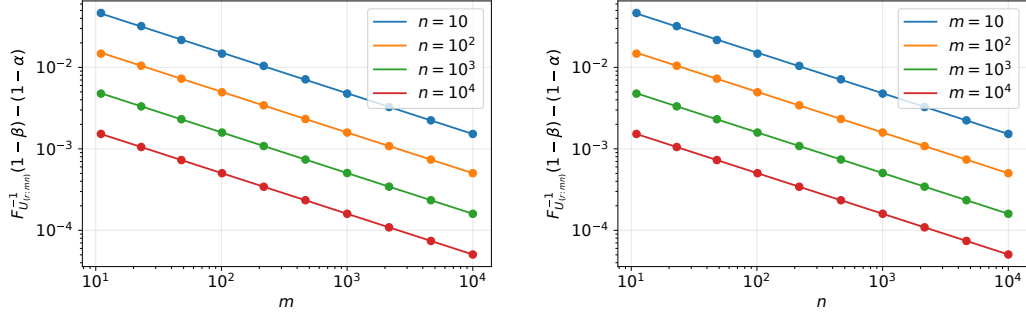 F^{-1}_{U_{(r:mn)}}(1 − β) − (1 − α)
10^{-2}
10^{-3}
10^{-4}
10^1
10^2
10^3
10^4
m
n = 10
n = 10^2
n = 10^3
n = 10^4
F^{-1}_{U_{(r:mn)}}(1 − β) − (1 − α)
10^{-2}
10^{-3}
10^{-4}
10^1
10^2
10^3
10^4
n
m = 10
m = 10^2
m = 10^3
m = 10^4